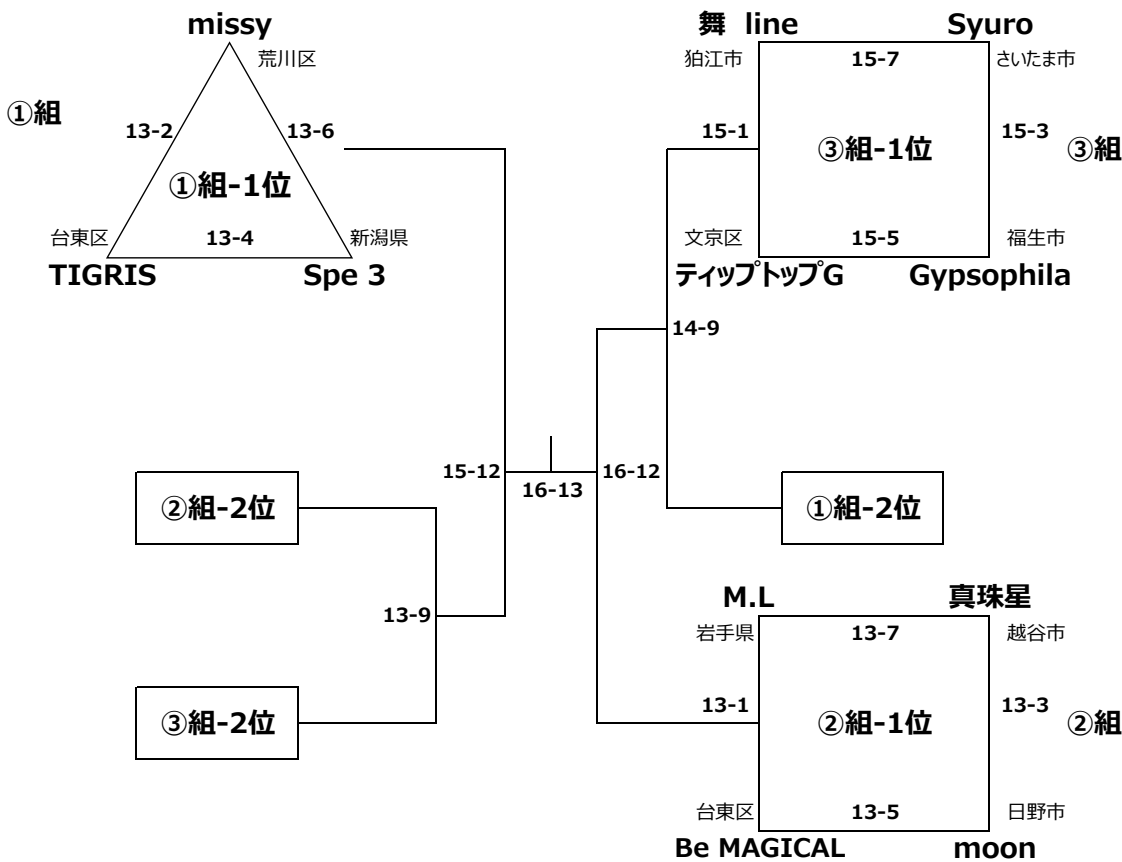 missy
荒川区
①組
13-2
13-6
①組-1位
台東区
13-4
新潟県
TIGRIS
Spe 3
舞 line
Syuro
狛江市
15-7
さいたま市
15-1
③組-1位
15-3
③組
文京区
15-5
福生市
ティップトップG
Gypsophila
14-9
15-12
16-13
16-12
②組-2位
①組-2位
13-9
③組-2位
M.L
真珠星
岩手県
13-7
越谷市
13-1
②組-1位
13-3
②組
台東区
13-5
日野市
Be MAGICAL
moon